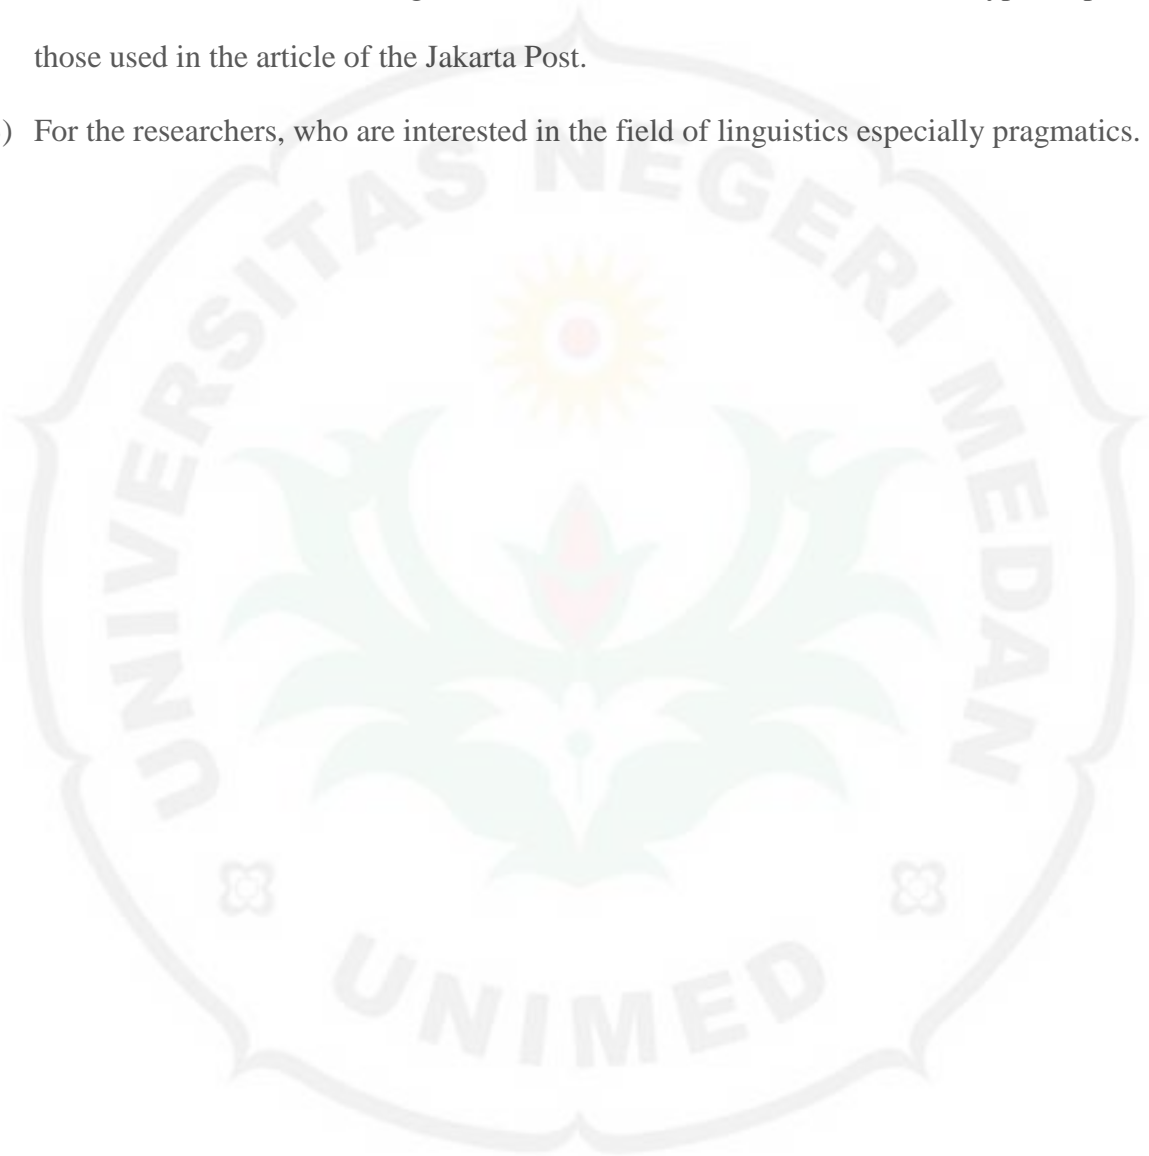 those used in the article of the Jakarta Post.
) For the researchers, who are interested in the field of linguistics especially pragmatics.
UNIVERSITAS NEGERI MEDAN
UNIMED